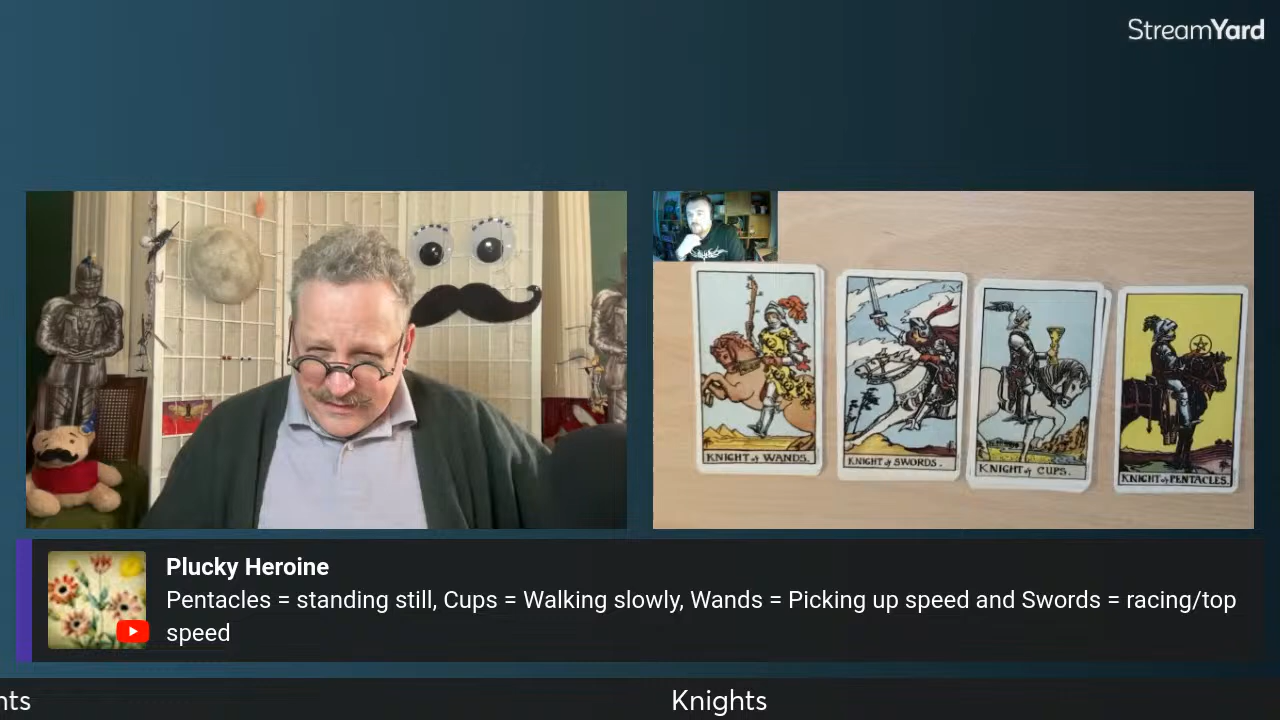 StreamYard
KNIGHT of WANDS.
KNIGHT of SWORDS.
KNIGHT of CUPS.
KNIGHT of PENTACLES.
Plucky Heroine
Pentacles = standing still, Cups = Walking slowly, Wands = Picking up speed and Swords = racing/top
speed
nts
Knights